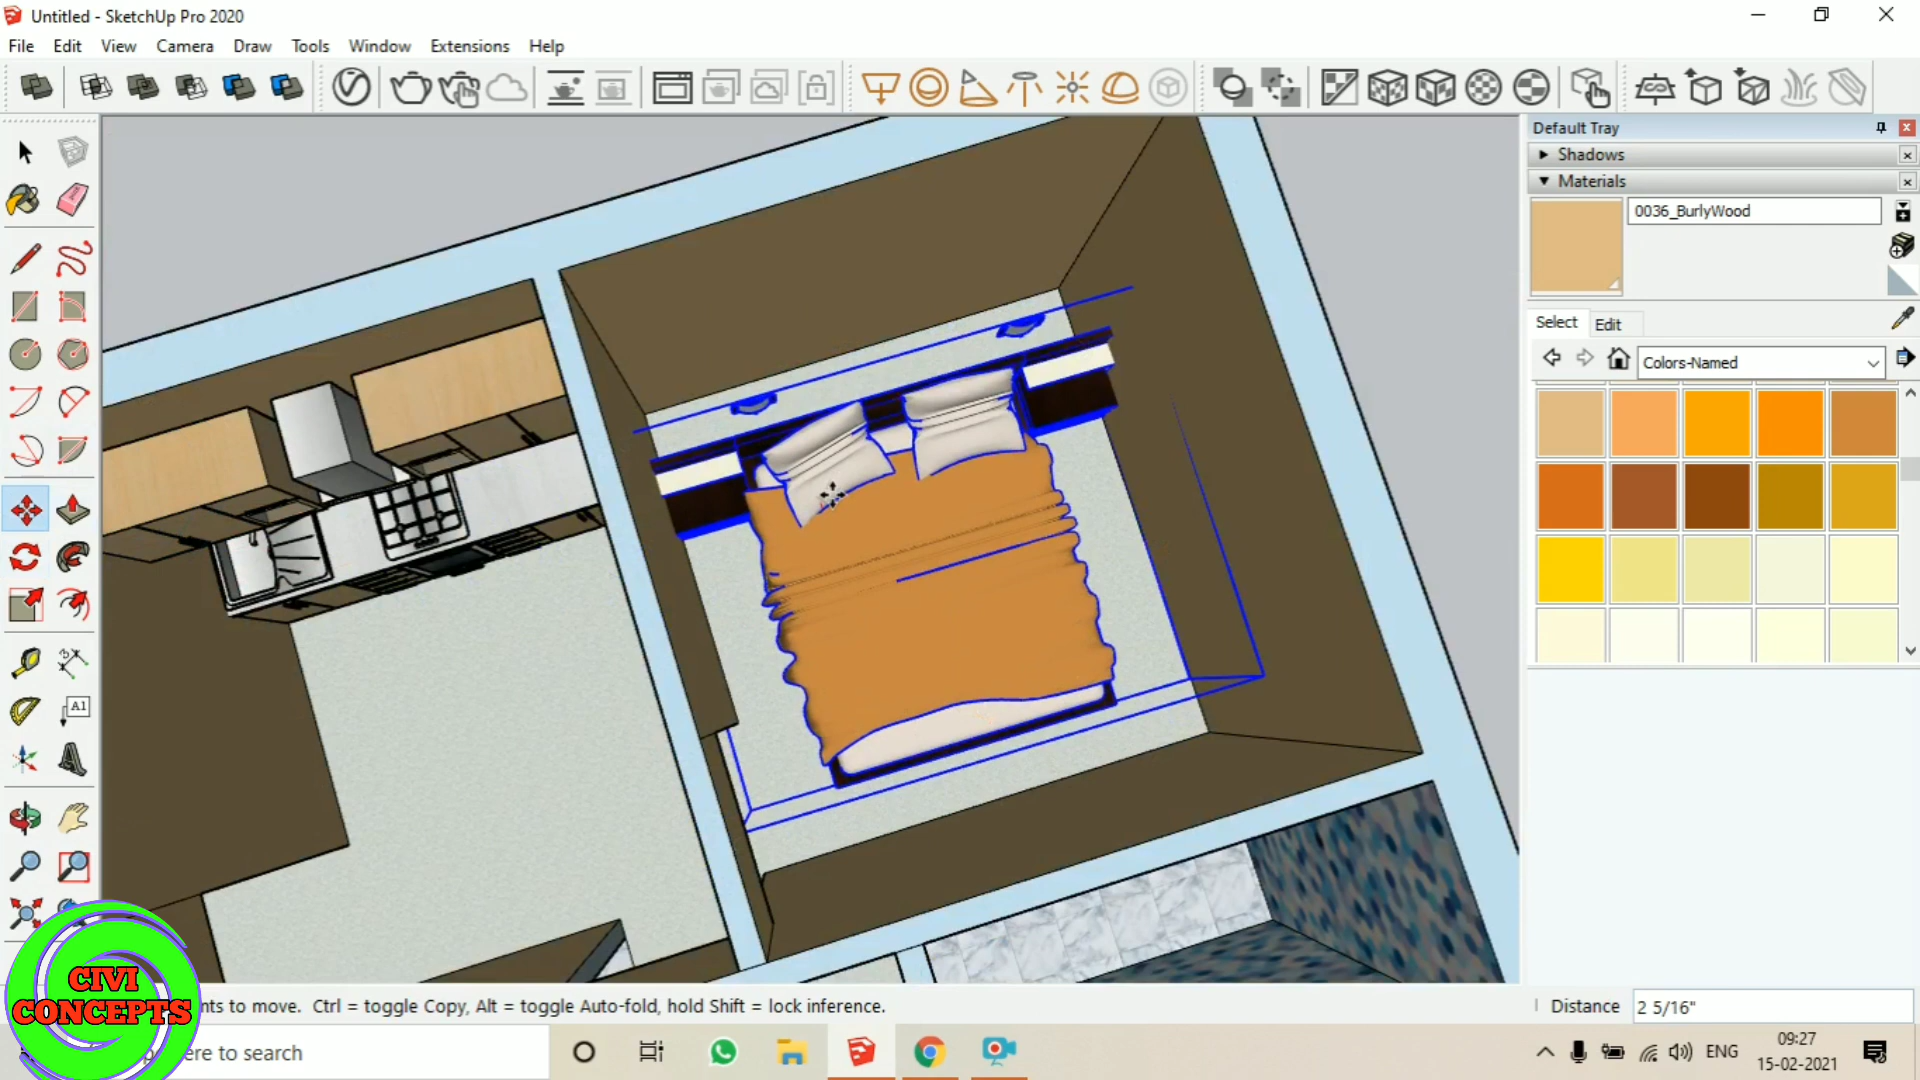 Untitled - SketchUp Pro 2020
File Edit View Camera Draw Tools Window Extensions Help
Default Tray
Shadows
Materials
0036_BurlyWood
Select Edit
Colors-Named
A1
CIVI
CONCEPTS
to move. Ctrl = toggle Copy, Alt = toggle Auto-fold, hold Shift = lock inference.
Distance 2 5/16"
to search
ENG
09:27
15-02-2021